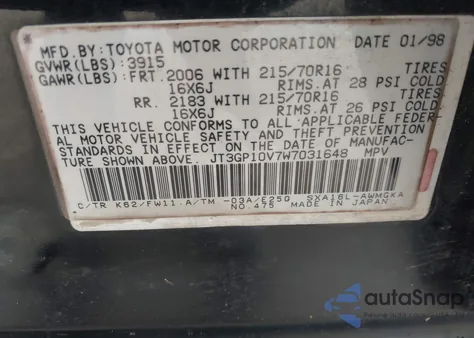 MFD.BY:TOYOTA MOTOR CORPORATION DATE 01/98
GVWR(LBS):3915
GAWR(LBS):FRT.2006 WITH 215/70R16 TIRES
16X6J RIMS.AT 28 PSI COLD
RR. 2183 WITH 215/70R16 TIRES
16X6J RIMS.AT 26 PSI COLD
THIS VEHICLE CONFORMS TO ALL APPLICABLE FEDER-
AL MOTOR VEHICLE SAFETY AND THEFT PREVENTION
STANDARDS IN EFFECT ON THE DATE OF MANUFAC-
TURE SHOWN ABOVE. JT3GP10V7W7031648 MPV
C/TR K62/FW11.A/TM -03A/E250 SXA16L-AWMGKA
NO.475 MADE IN JAPAN
autoSnap